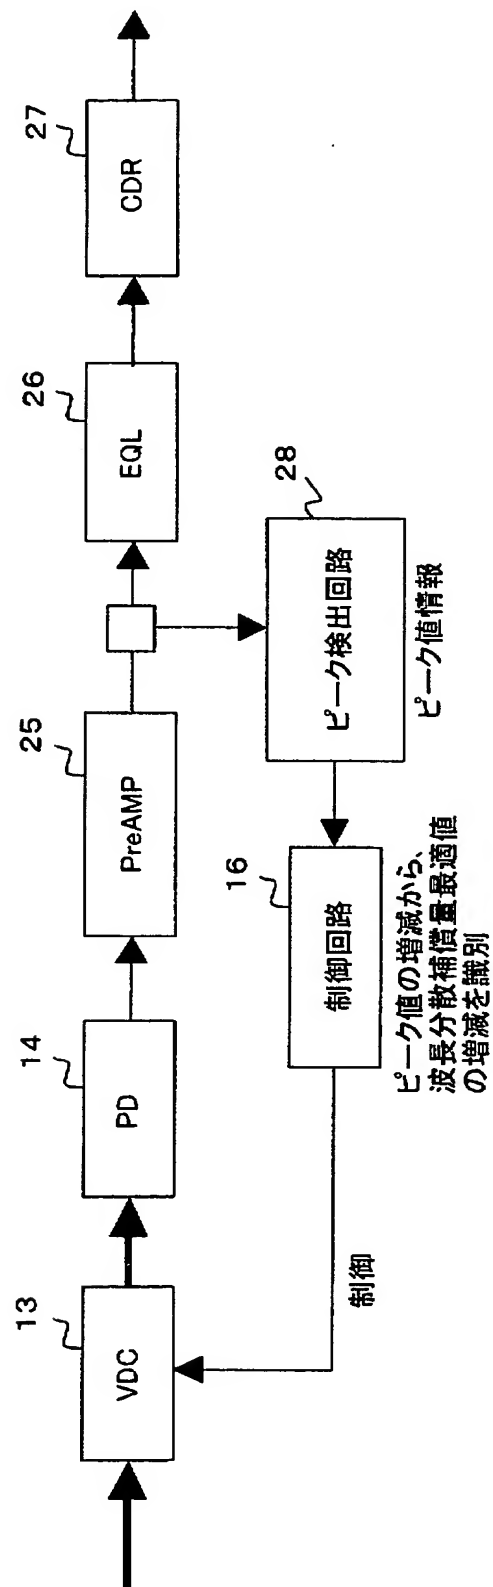 13
VDC
14
PD
25
PreAMP
26
EQL
27
CDR
制御
16
制御回路
ピーク値の増減から、
波長分散補償量最適値
の増減を識別
28
ピーク検出回路
ピーク値情報